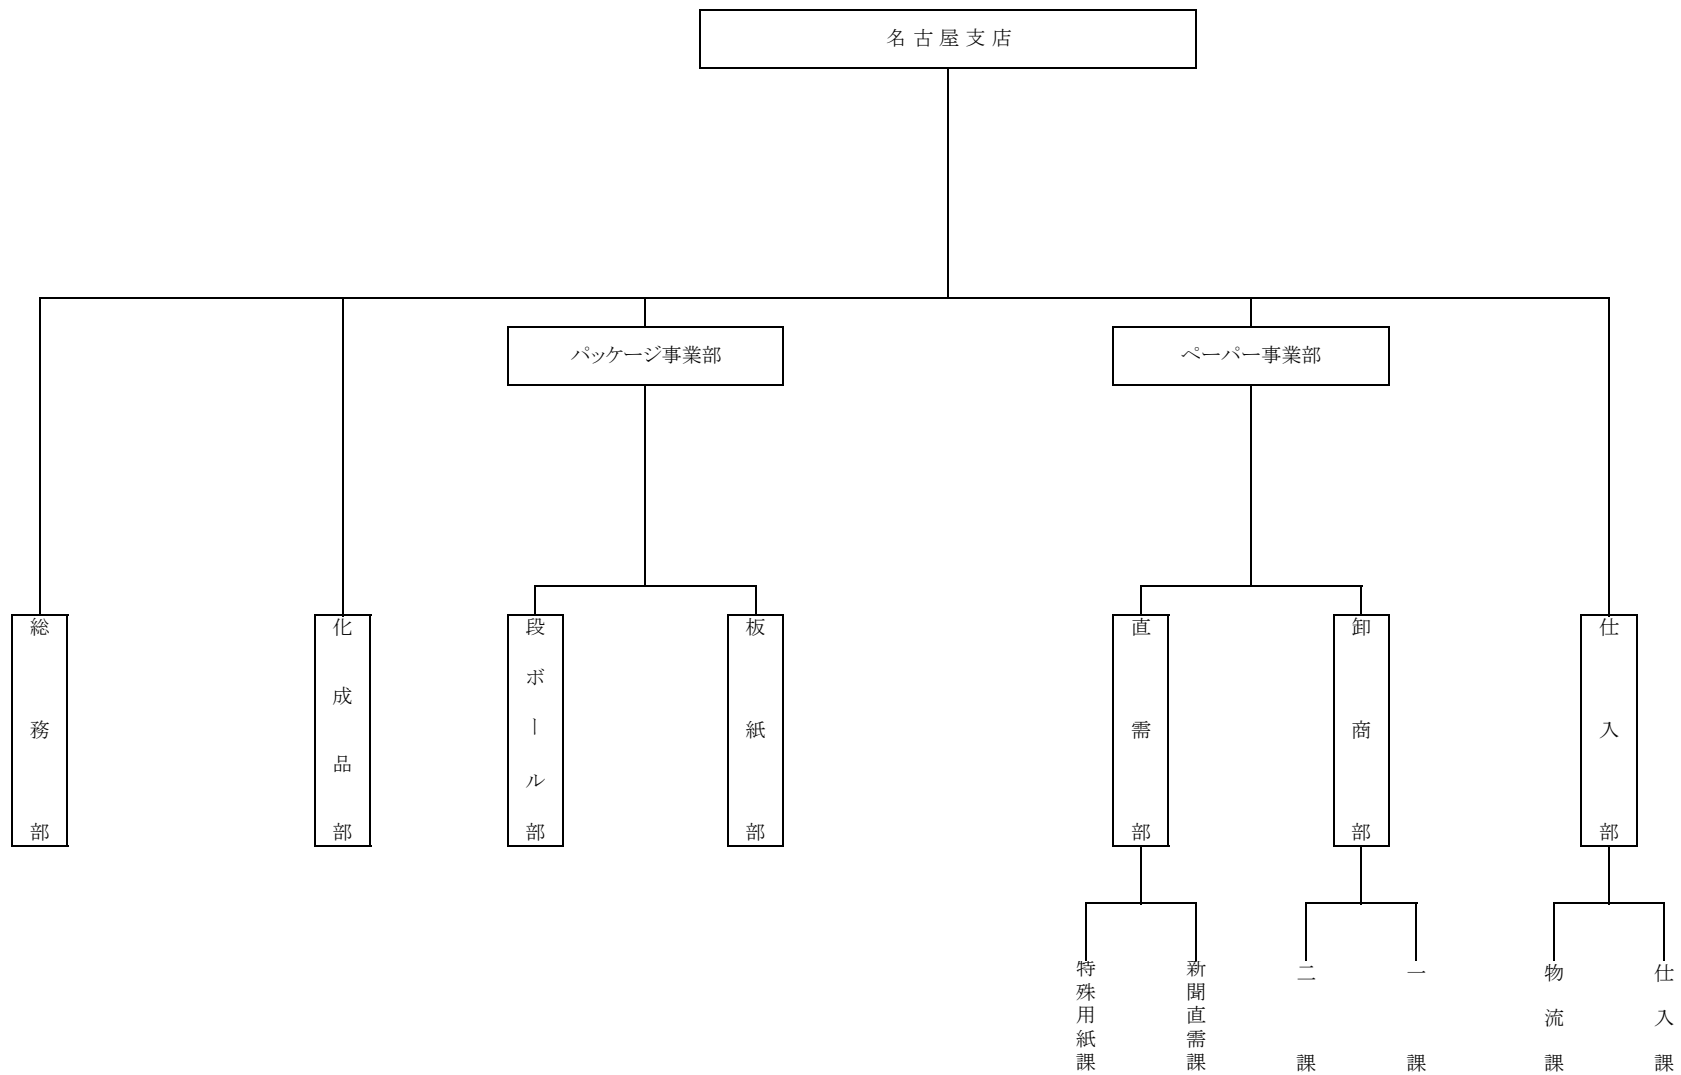 名古屋支店
パッケージ事業部
ペーパー事業部
総務部
化成品部
段ボール部
板紙部
直需部
卸商部
仕入部
特殊用紙課
新聞直需課
二課
一課
物流課
仕入課